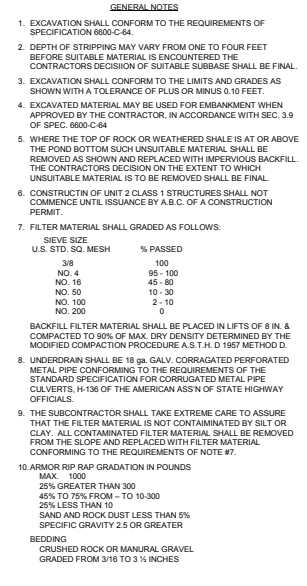 GENERAL NOTES
1. EXCAVATION SHALL CONFORM TO THE REQUIREMENTS OF
SPECIFICATION 6600-C-64.
2. DEPTH OF STRIPPING MAY VARY FROM ONE TO FOUR FEET
BEFORE SUITABLE MATERIAL IS ENCOUNTERED THE
CONTRACTORS DECISIION OF SUITABLE SUBBASE SHALL BE FINAL.
3. EXCAVATION SHALL CONFORM TO THE LIMITS AND GRADES AS
SHOWN WITH A TOLERANCE OF PLUS OR MINUS 0.10 FEET.
4. EXCAVATED MATERIAL MAY BE USED FOR EMBANKMENT WHEN
APPROVED BY THE CONTRACTOR, IN ACCORDANCE WITH SEC. 3.9
OF SPEC. 6600-C-64
5. WHERE THE TOP OF ROCK OR WEATHERED SHALE IS AT OR ABOVE
THE POND BOTTOM SUCH UNSUITABLE MATERIAL SHALL BE
REMOVED AS SHOWN AND REPLACED WITH IMPERVIOUS BACKFILL.
THE CONTRACTORS DECISION ON THE EXTENT TO WHICH
UNSUITABLE MATERIAL IS TO BE REMOVED SHALL BE FINAL.
6. CONSTRUCTIN OF UNIT 2 CLASS 1 STRUCTURES SHALL NOT
COMMENCE UNTIL ISSUANCE BY A.B.C. OF A CONSTRUCTION
PERMIT.
7. FILTER MATERIAL SHALL GRADED AS FOLLOWS:
SIEVE SIZE
U.S. STD. SQ. MESH % PASSED
3/8 100
NO. 4 95 - 100
NO. 16 45 - 80
NO. 50 10 - 30
NO. 100 2 - 10
NO. 200 0
BACKFILL FILTER MATERIAL SHALL BE PLACED IN LIFTS OF 8 IN. &
COMPACTED TO 90% OF MAX. DRY DENSITY DETERMINED BY THE
MODIFIED COMPACTION PROCEDURE A.S.T.H. D 1957 METHOD D.
8. UNDERDRAIN SHALL BE 18 ga. GALV. CORRAGATED PERFORATED
METAL PIPE CONFORMING TO THE REQUIREMENTS OF THE
STANDARD SPECIFICATION FOR CORRUGATED METAL PIPE
CULVERTS, H-136 OF THE AMERICAN ASS'N OF STATE HIGHWAY
OFFICIALS.
9. THE SUBCONTRACTOR SHALL TAKE EXTREME CARE TO ASSURE
THAT THE FILTER MATERIAL IS NOT CONTAIMINATED BY SILT OR
CLAY. ALL CONTAMINATED FILTER MATERIAL SHALL BE REMOVED
FROM THE SLOPE AND REPLACED WITH FILTER MATERIAL
CONFORMING TO THE REQUIREMENTS OF NOTE #7.
10. ARMOR RIP RAP GRADATION IN POUNDS
MAX. 1000
25% GREATER THAN 300
45% TO 75% FROM – TO 10-300
25% LESS THAN 10
SAND AND ROCK DUST LESS THAN 5%
SPECIFIC GRAVITY 2.5 OR GREATER
BEDDING
CRUSHED ROCK OR MANURAL GRAVEL
GRADED FROM 3/16 TO 3 ½ INCHES